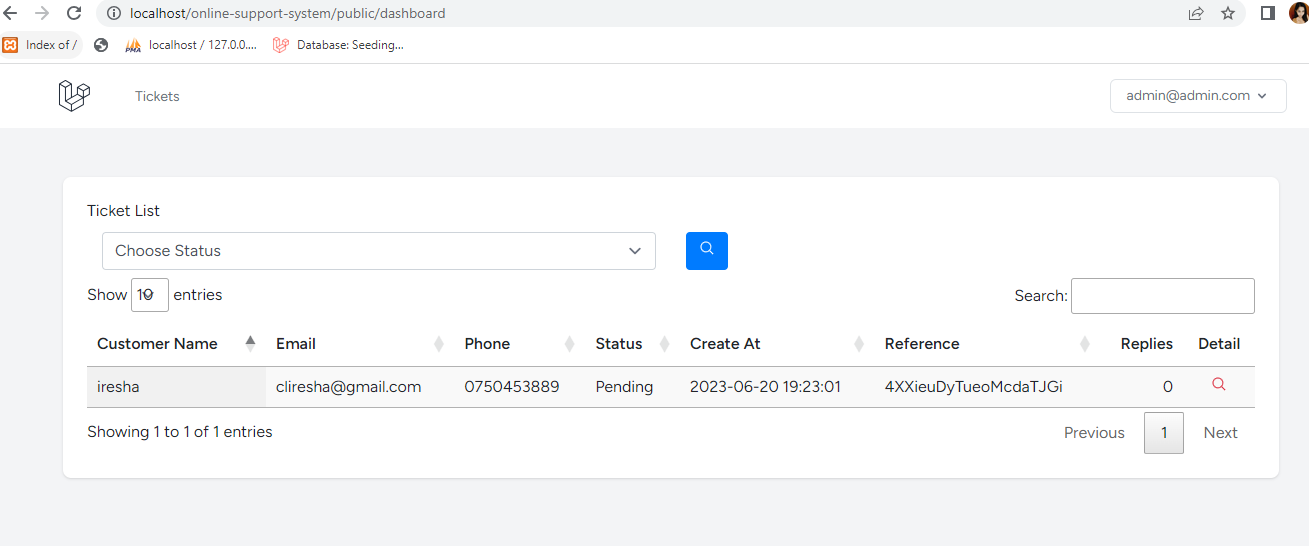 localhost/online-support-system/public/dashboard
Index of /
PMA
localhost / 127.0.0....
Database: Seeding...
Tickets
admin@admin.com
Ticket List
Choose Status
Show 10 entries
Search:
Customer Name Email Phone Status Create At Reference Replies Detail
iresha cliresha@gmail.com 0750453889 Pending 2023-06-20 19:23:01 4XXieuDyTueoMcdaTJGi 0
Showing 1 to 1 of 1 entries
Previous 1 Next